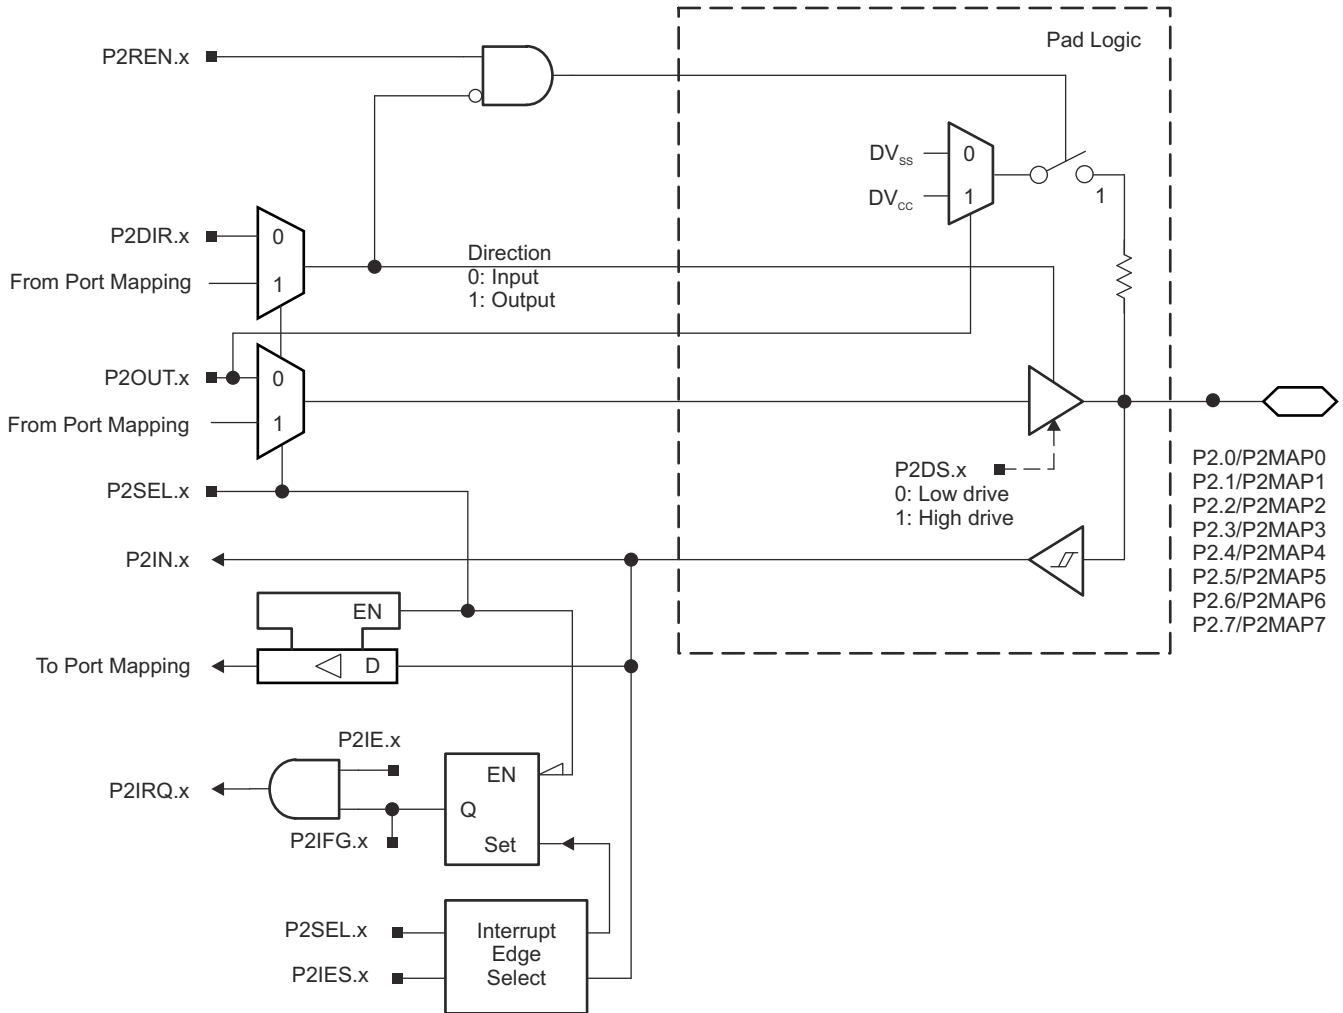 Pad Logic
P2REN.x
DVSS
0
DVCC
1
1
P2DIR.x
0
From Port Mapping
1
Direction
0: Input
1: Output
P2OUT.x
0
From Port Mapping
1
P2SEL.x
P2DS.x
0: Low drive
1: High drive
P2.0/P2MAP0
P2.1/P2MAP1
P2.2/P2MAP2
P2.3/P2MAP3
P2.4/P2MAP4
P2.5/P2MAP5
P2.6/P2MAP6
P2.7/P2MAP7
P2IN.x
EN
To Port Mapping
D
P2IE.x
P2IRQ.x
EN
Q
P2IFG.x
Set
P2SEL.x
P2IES.x
Interrupt
Edge
Select